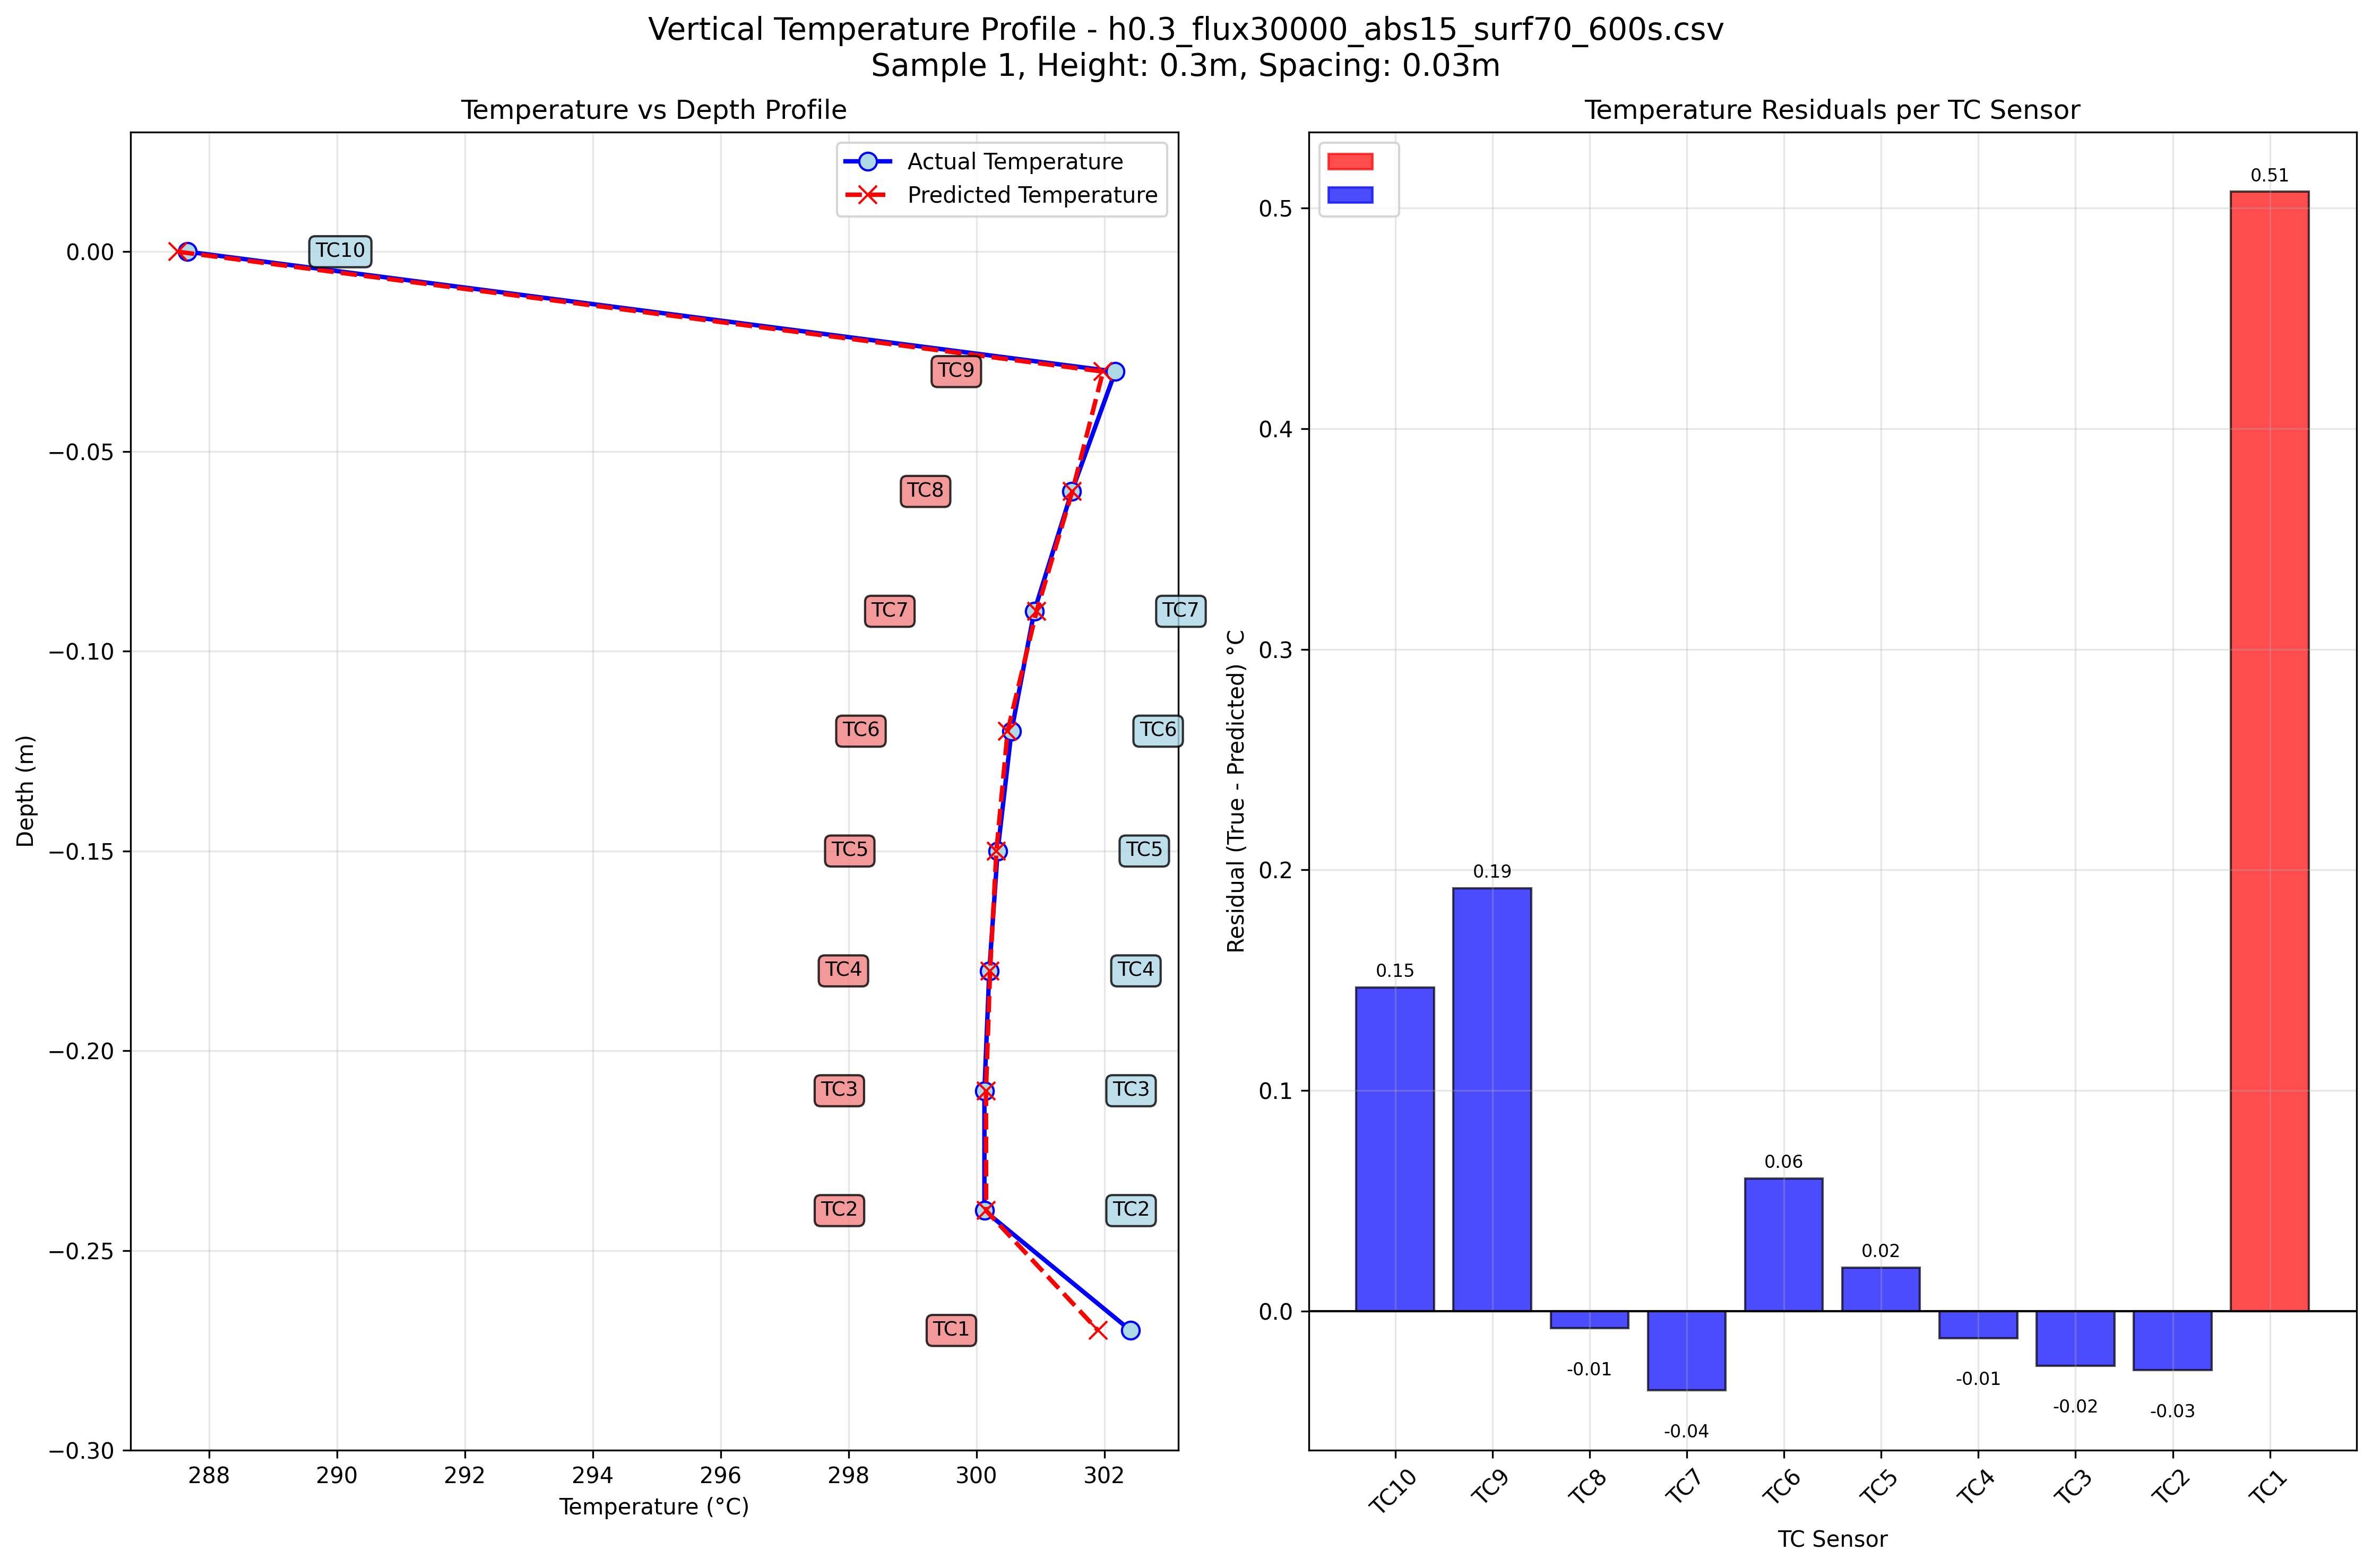 Vertical Temperature Profile - h0.3_flux30000_abs15_surf70_600s.csv
Sample 1, Height: 0.3m, Spacing: 0.03m
Temperature vs Depth Profile
Actual Temperature
Predicted Temperature
Depth (m)
0.00
−0.05
−0.10
−0.15
−0.20
−0.25
−0.30
TC10
TC9
TC8
TC7
TC7
TC6
TC6
TC5
TC5
TC4
TC4
TC3
TC3
TC2
TC2
TC1
288
290
292
294
296
298
300
302
Temperature (°C)
Temperature Residuals per TC Sensor
Residual (True - Predicted) °C
0.5
0.4
0.3
0.2
0.1
0.0
0.15
0.19
-0.01
-0.04
0.06
0.02
-0.01
-0.02
-0.03
0.51
TC10
TC9
TC8
TC7
TC6
TC5
TC4
TC3
TC2
TC1
TC Sensor